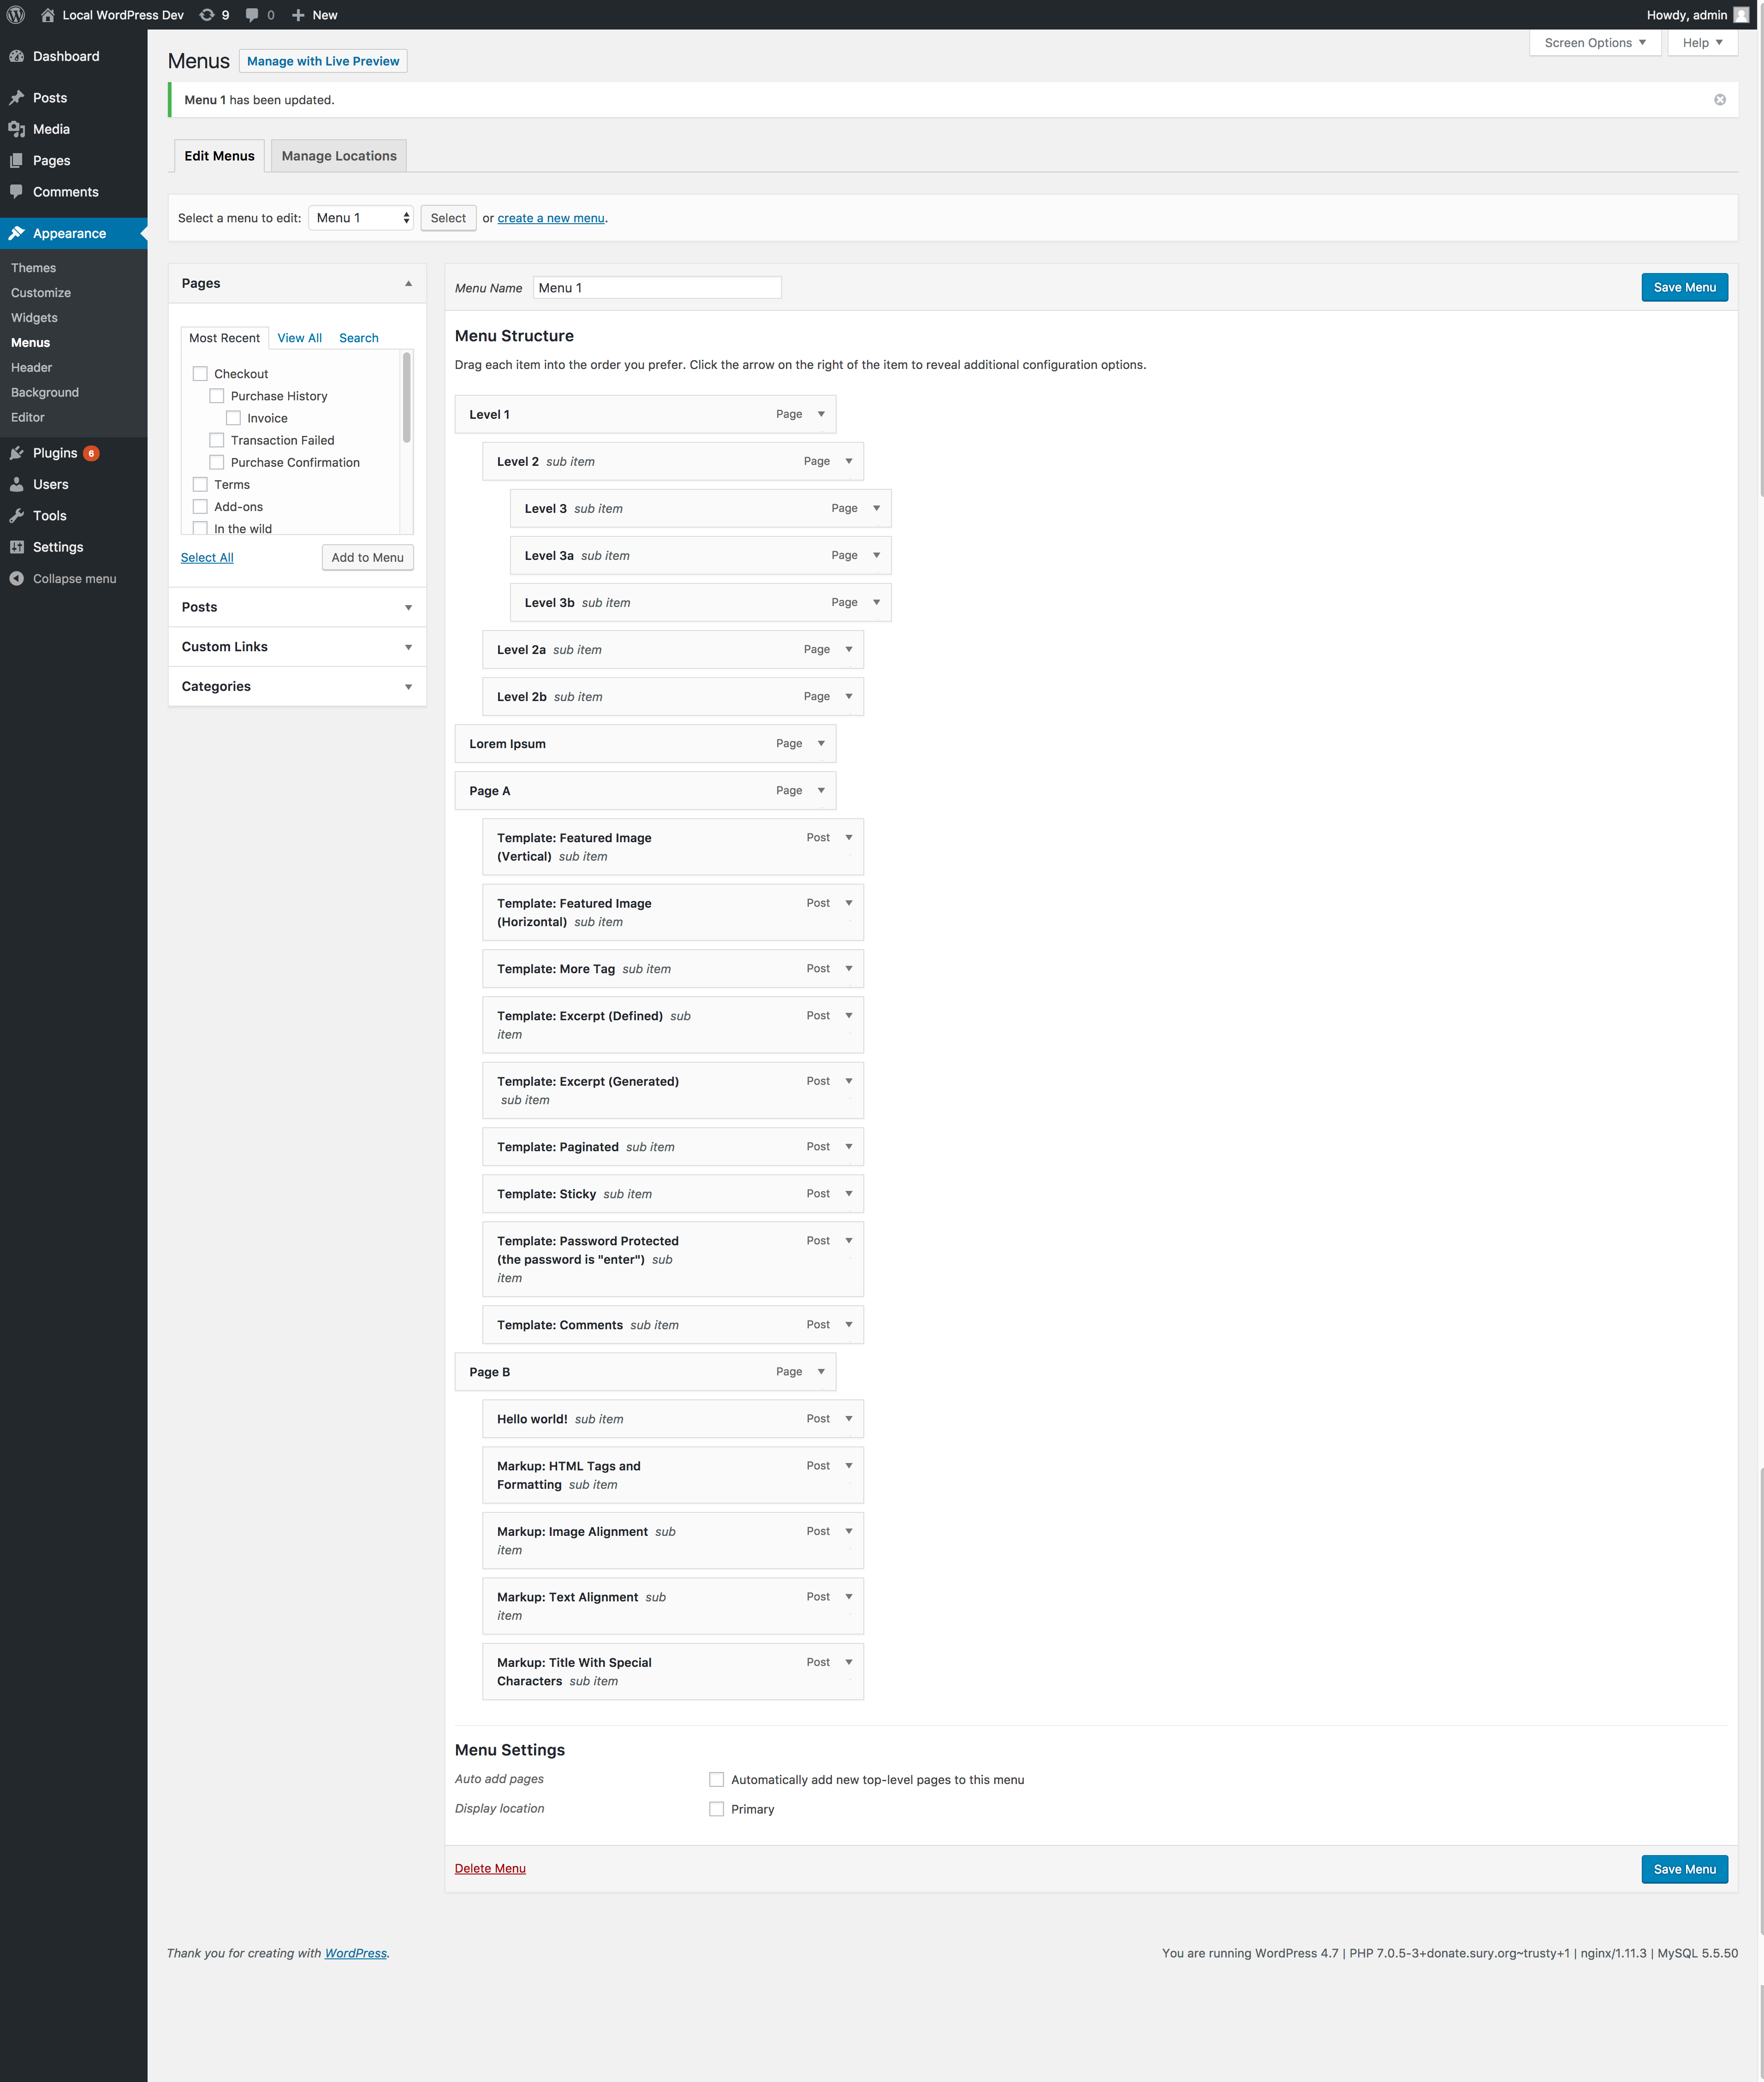 Local WordPress Dev 9 0 New Howdy, admin
Dashboard
Posts
Media
Pages
Comments
Appearance
Themes
Customize
Widgets
Menus
Header
Background
Editor
Plugins 6
Users
Tools
Settings
Collapse menu
Screen Options Help
Menus Manage with Live Preview
Menu 1 has been updated.
Edit Menus Manage Locations
Select a menu to edit: Menu 1 Select or create a new menu.
Pages
Most Recent View All Search
Checkout
Purchase History
Invoice
Transaction Failed
Purchase Confirmation
Terms
Add-ons
In the wild
Select All Add to Menu
Posts
Custom Links
Categories
Menu Name Menu 1 Save Menu
Menu Structure
Drag each item into the order you prefer. Click the arrow on the right of the item to reveal additional configuration options.
Level 1 Page
Level 2 sub item Page
Level 3 sub item Page
Level 3a sub item Page
Level 3b sub item Page
Level 2a sub item Page
Level 2b sub item Page
Lorem Ipsum Page
Page A Page
Template: Featured Image Post
(Vertical) sub item
Template: Featured Image Post
(Horizontal) sub item
Template: More Tag sub item Post
Template: Excerpt (Defined) sub Post
item
Template: Excerpt (Generated) Post
sub item
Template: Paginated sub item Post
Template: Sticky sub item Post
Template: Password Protected Post
(the password is "enter") sub
item
Template: Comments sub item Post
Page B Page
Hello world! sub item Post
Markup: HTML Tags and Post
Formatting sub item
Markup: Image Alignment sub Post
item
Markup: Text Alignment sub Post
item
Markup: Title With Special Post
Characters sub item
Menu Settings
Auto add pages Automatically add new top-level pages to this menu
Display location Primary
Delete Menu Save Menu
Thank you for creating with WordPress. You are running WordPress 4.7 | PHP 7.0.5-3+donate.sury.org~trusty+1 | nginx/1.11.3 | MySQL 5.5.50